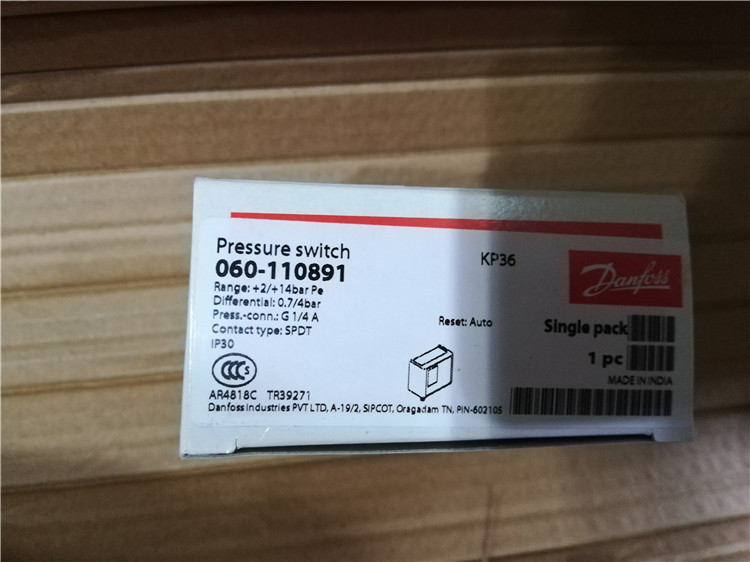 Pressure switch
060-110891
KP36
Danfoss
Range: +2/+14bar Pe
Differential: 0.7/4bar
Press.-conn.: G 1/4 A
Contact type: SPDT
IP30
Reset: Auto
Single pack
1 pc
MADE IN INDIA
CCC S
AR4818C TR39271
Danfoss Industries PVT LTD, A-19/2, SIPCOT, Oragadam TN, PIN-602105